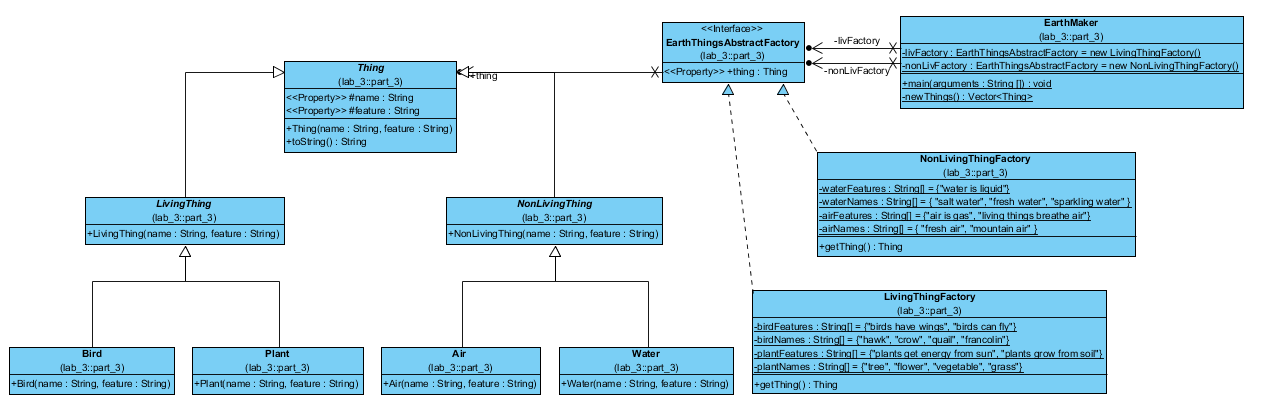 Thing
(lab_3::part_3)
<<Property>> #name : String
<<Property>> #feature : String
+Thing(name : String, feature : String)
+toString() : String
+thing
<<Interface>>
EarthThingsAbstractFactory
(lab_3::part_3)
<<Property>> +thing : Thing
-livFactory
-nonLivFactory
EarthMaker
(lab_3::part_3)
-livFactory : EarthThingsAbstractFactory = new LivingThingFactory()
-nonLivFactory : EarthThingsAbstractFactory = new NonLivingThingFactory()
+main(arguments : String []) : void
-newThings() : Vector<Thing>
NonLivingThingFactory
(lab_3::part_3)
-waterFeatures : String[] = {"water is liquid"}
-waterNames : String[] = { "salt water", "fresh water", "sparkling water" }
-airFeatures : String[] = {"air is gas", "living things breathe air"}
-airNames : String[] = { "fresh air", "mountain air" }
+getThing() : Thing
LivingThing
(lab_3::part_3)
+LivingThing(name : String, feature : String)
NonLivingThing
(lab_3::part_3)
+NonLivingThing(name : String, feature : String)
LivingThingFactory
(lab_3::part_3)
-birdFeatures : String[] = {"birds have wings", "birds can fly"}
-birdNames : String[] = {"hawk", "crow", "quail", "francolin"}
-plantFeatures : String[] = {"plants get energy from sun", "plants grow from soil"}
-plantNames : String[] = {"tree", "flower", "vegetable", "grass"}
+getThing() : Thing
Bird
(lab_3::part_3)
+Bird(name : String, feature : String)
Plant
(lab_3::part_3)
+Plant(name : String, feature : String)
Air
(lab_3::part_3)
+Air(name : String, feature : String)
Water
(lab_3::part_3)
+Water(name : String, feature : String)